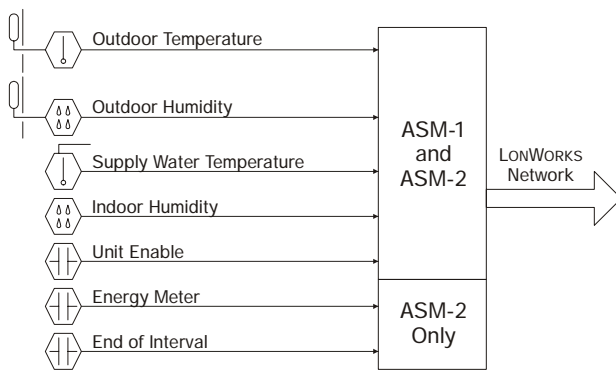 Outdoor Temperature
Outdoor Humidity
Supply Water Temperature
Indoor Humidity
Unit Enable
Energy Meter
End of Interval
ASM-1
and
ASM-2
ASM-2
Only
LONWORKS
Network